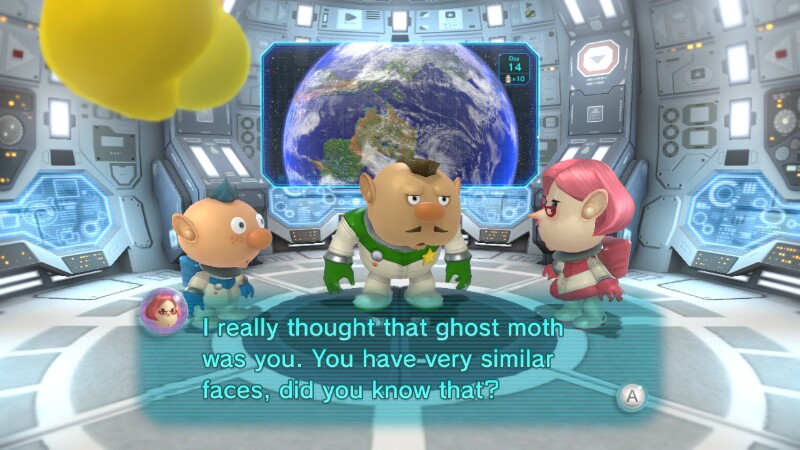 Day
14
×10
I really thought that ghost moth
was you. You have very similar
faces, did you know that?
A